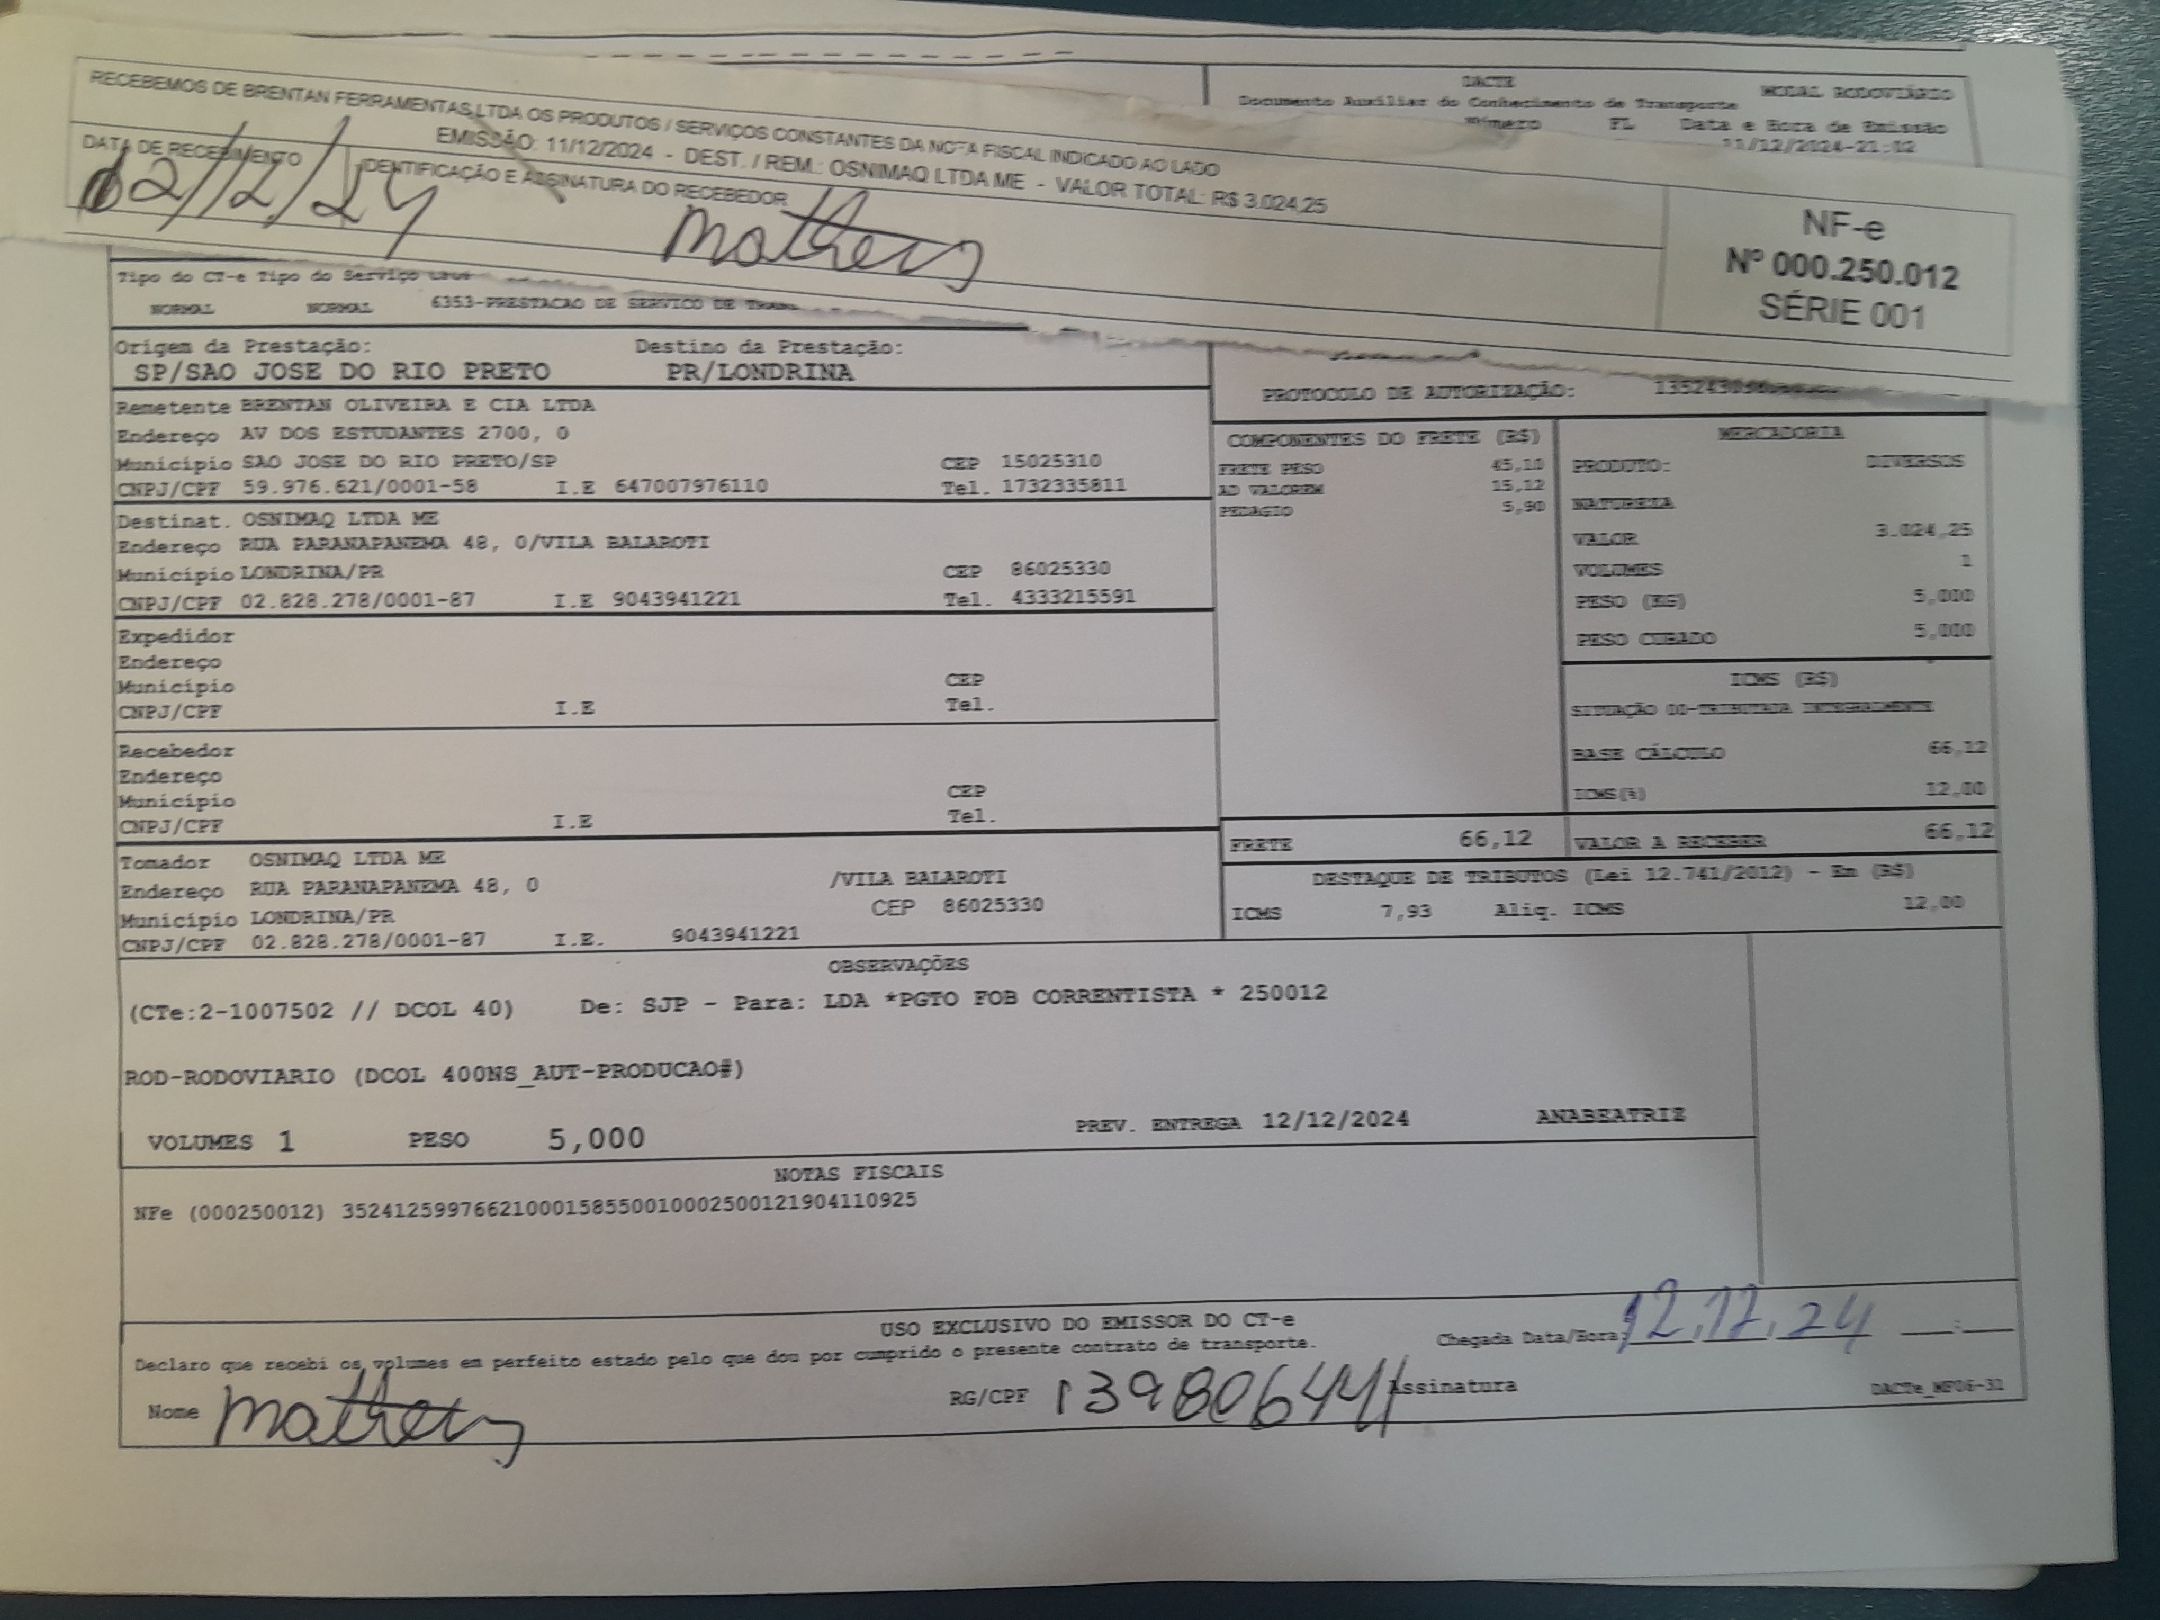 DACTE
MODAL RODOVIÁRIO
Documento Auxiliar do Conhecimento de Transporte
Número FL Data e Hora de Emissão
11/12/2024-21:12
RECEBEMOS DE BRENTAN FERRAMENTAS LTDA OS PRODUTOS / SERVIÇOS CONSTANTES DA NOTA FISCAL INDICADO AO LADO
EMISSÃO: 11/12/2024 - DEST. / REM.: OSNIMAQ LTDA ME - VALOR TOTAL: R$ 3.024,25
DATA DE RECEBIMENTO
IDENTIFICAÇÃO E ASSINATURA DO RECEBEDOR
12/12/24
Matheus
NF-e
Nº 000.250.012
SÉRIE 001
Tipo do CT-e Tipo do Serviço
NORMAL NORMAL 6353-PRESTACAO DE SERVICO DE
Origem da Prestação: Destino da Prestação:
SP/SAO JOSE DO RIO PRETO PR/LONDRINA
PROTOCOLO DE AUTORIZAÇÃO:
Remetente BRENTAN OLIVEIRA E CIA LTDA
Endereço AV DOS ESTUDANTES 2700, 0
Município SAO JOSE DO RIO PRETO/SP CEP 15025310
CNPJ/CPF 59.976.621/0001-58 I.E 647007976110 Tel. 1732335811
Destinat. OSNIMAQ LTDA ME
Endereço RUA PARANAPANEMA 48, 0/VILA BALAROTI
Município LONDRINA/PR CEP 86025330
CNPJ/CPF 02.828.278/0001-87 I.E 9043941221 Tel. 4333215591
Expedidor
Endereço
Município CEP
CNPJ/CPF I.E Tel.
Recebedor
Endereço
Município CEP
CNPJ/CPF I.E Tel.
Tomador OSNIMAQ LTDA ME
Endereço RUA PARANAPANEMA 48, 0 /VILA BALAROTI
Município LONDRINA/PR CEP 86025330
CNPJ/CPF 02.828.278/0001-87 I.E. 9043941221
COMPONENTES DO FRETE (R$)
FRETE PESO 45,10
AD VALOREM 15,12
PEDAGIO 5,90
MERCADORIA
PRODUTO: DIVERSOS
NATUREZA
VALOR 3.024,25
VOLUMES 1
PESO (KG) 5,000
PESO CUBADO 5,000
ICMS (R$)
SITUAÇÃO 00-TRIBUTADA INTEGRALMENTE
BASE CÁLCULO 66,12
ICMS(%) 12,00
FRETE 66,12 VALOR A RECEBER 66,12
DESTAQUE DE TRIBUTOS (Lei 12.741/2012) - Em (R$)
ICMS 7,93 Aliq. ICMS 12,00
OBSERVAÇÕES
(CTe:2-1007502 // DCOL 40) De: SJP - Para: LDA *PGTO FOB CORRENTISTA * 250012
ROD-RODOVIARIO (DCOL 400NS_AUT-PRODUCAO#)
VOLUMES 1 PESO 5,000 PREV. ENTREGA 12/12/2024 ANABEATRIZ
NOTAS FISCAIS
NFe (000250012) 35241259976621000158550010002500121904110925
USO EXCLUSIVO DO EMISSOR DO CT-e
Declaro que recebi os volumes em perfeito estado pelo que dou por cumprido o presente contrato de transporte.
Chegada Data/Hora: 12.12.24 __:__
Nome Matheus RG/CPF 139806441 Assinatura
DACTe_MF06-31